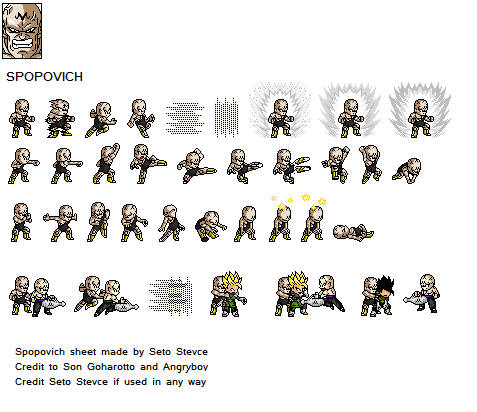 SPOPOVICH
Spopovich sheet made by Seto Stevce
Credit to Son Goharotto and Angryboy
Credit Seto Stevce if used in any way